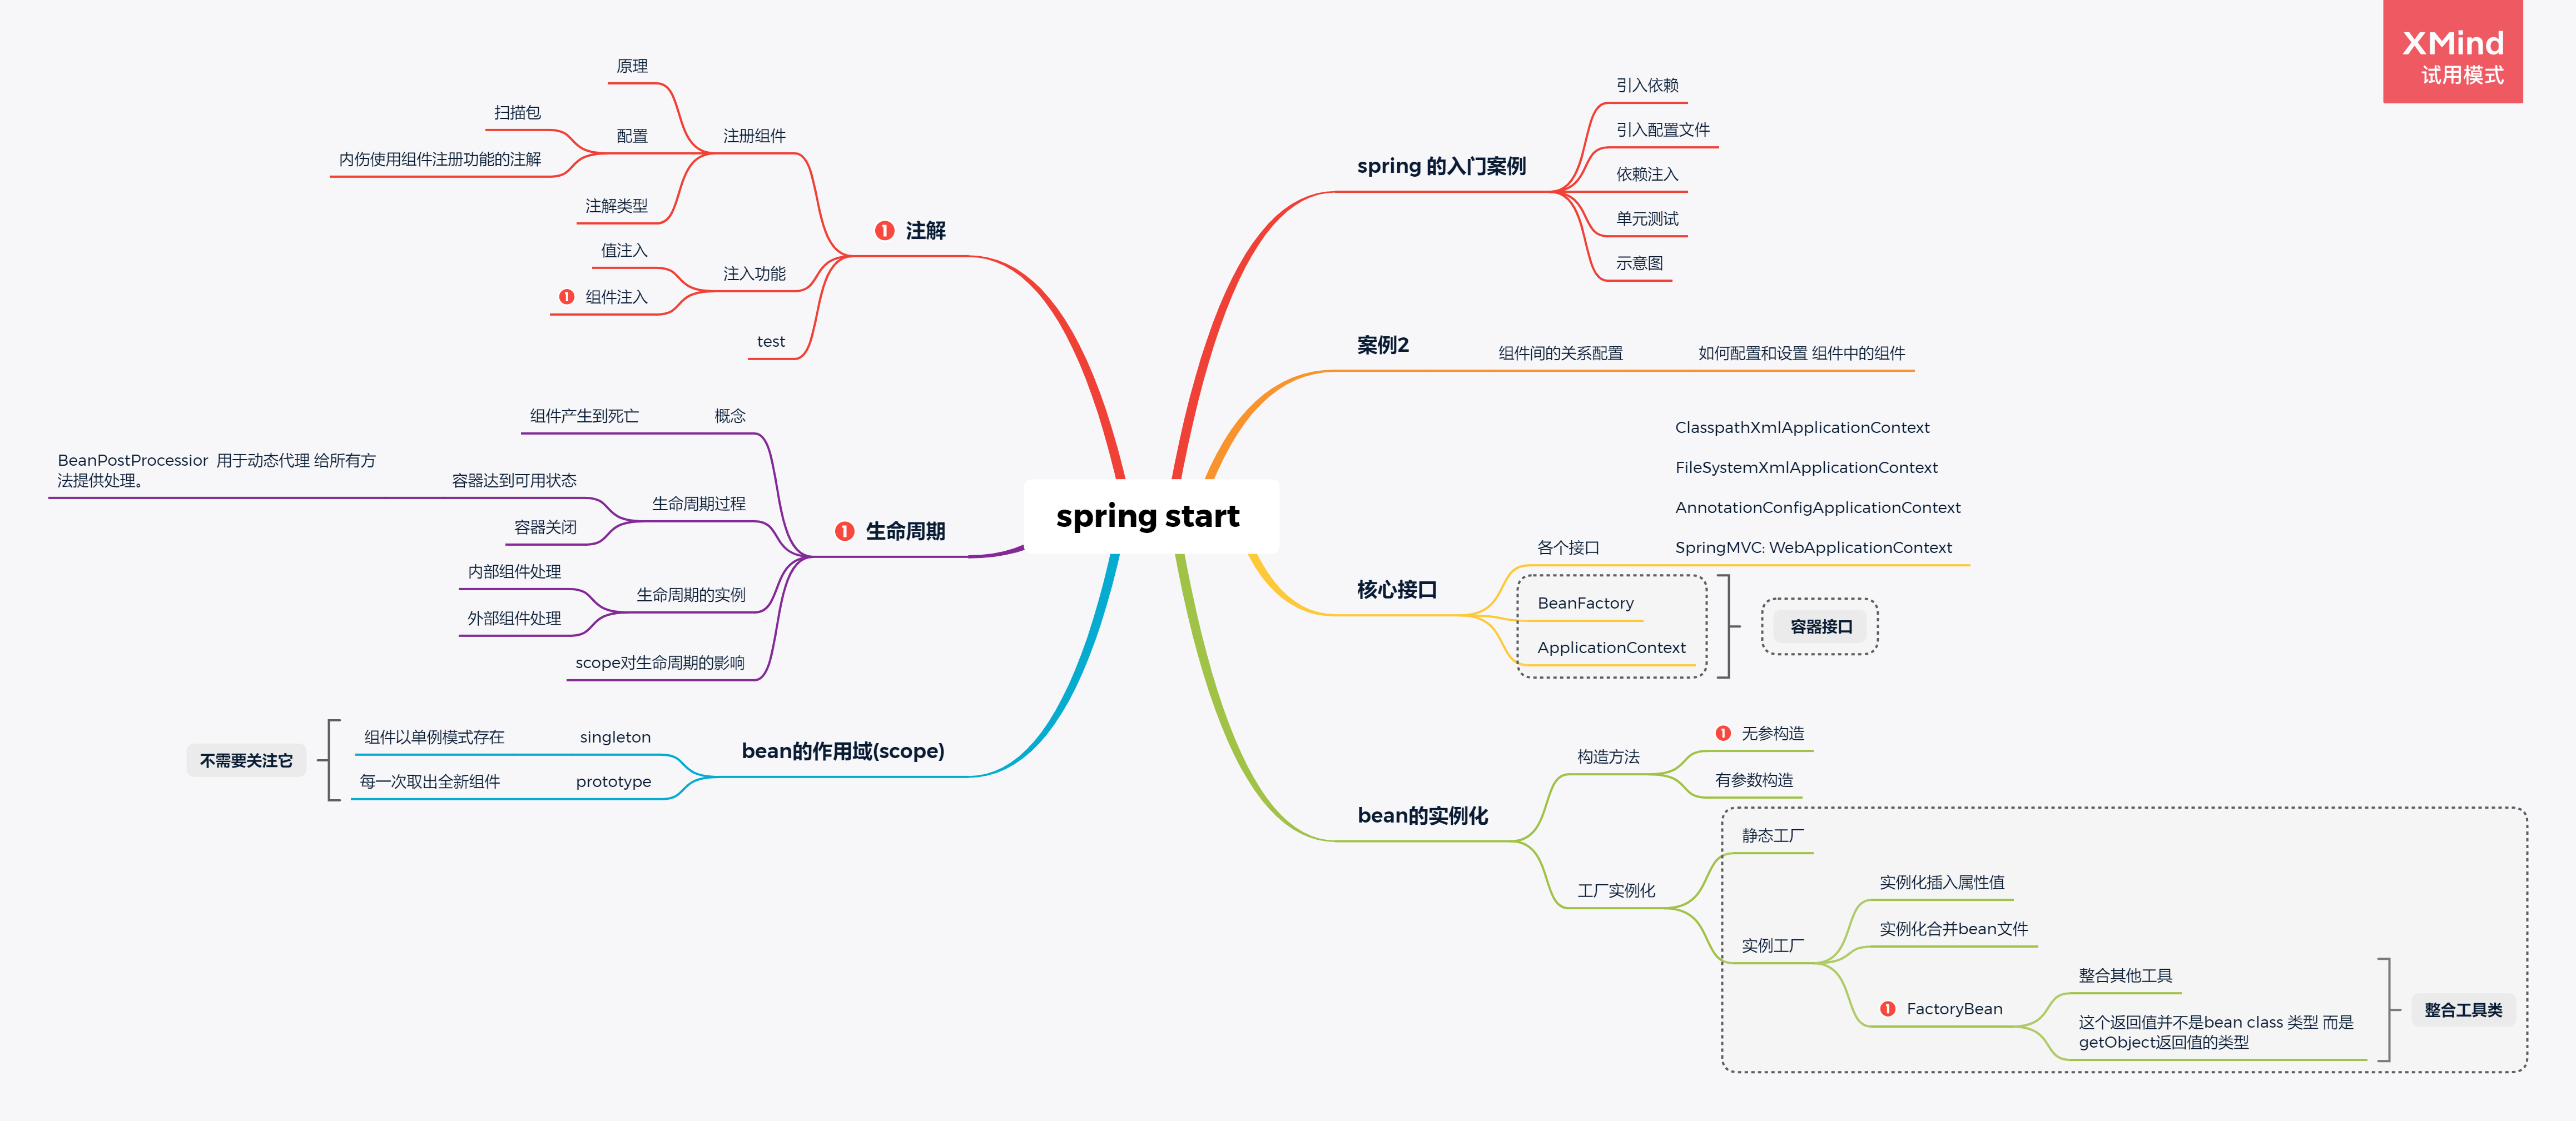 XMind
试用模式
spring start
spring 的入门案例
引入依赖
引入配置文件
依赖注入
单元测试
示意图
案例2
组件间的关系配置
如何配置和设置 组件中的组件
核心接口
各个接口
ClasspathXmlApplicationContext
FileSystemXmlApplicationContext
AnnotationConfigApplicationContext
SpringMVC: WebApplicationContext
BeanFactory
ApplicationContext
容器接口
bean的实例化
构造方法
1 无参构造
有参数构造
工厂实例化
静态工厂
实例工厂
实例化插入属性值
实例化合并bean文件
1 FactoryBean
整合其他工具
这个返回值并不是bean class 类型 而是
getObject返回值的类型
整合工具类
1 注解
注册组件
原理
配置
扫描包
内伤使用组件注册功能的注解
注解类型
注入功能
值注入
1 组件注入
test
1 生命周期
概念
组件产生到死亡
生命周期过程
容器达到可用状态
BeanPostProcessior 用于动态代理 给所有方
法提供处理。
容器关闭
生命周期的实例
内部组件处理
外部组件处理
scope对生命周期的影响
bean的作用域(scope)
singleton
组件以单例模式存在
prototype
每一次取出全新组件
不需要关注它